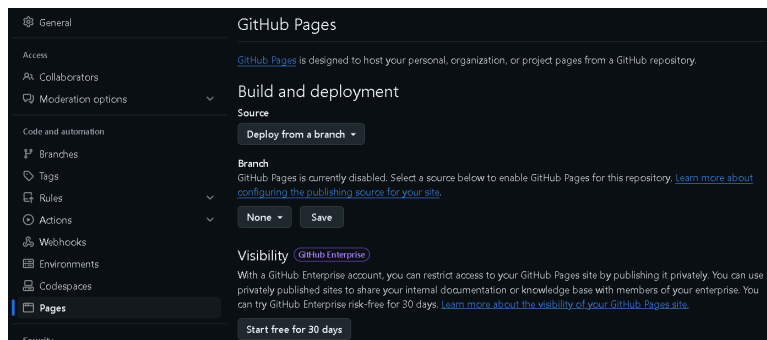 General
Access
Collaborators
Moderation options
Code and automation
Branches
Tags
Rules
Actions
Webhooks
Environments
Codespaces
Pages
Security
GitHub Pages
GitHub Pages is designed to host your personal, organization, or project pages from a GitHub repository.
Build and deployment
Source
Deploy from a branch
Branch
GitHub Pages is currently disabled. Select a source below to enable GitHub Pages for this repository. Learn more about
configuring the publishing source for your site.
None
Save
Visibility GitHub Enterprise
With a GitHub Enterprise account, you can restrict access to your GitHub Pages site by publishing it privately. You can use
privately published sites to share your internal documentation or knowledge base with members of your enterprise. You
can try GitHub Enterprise risk-free for 30 days. Learn more about the visibility of your GitHub Pages site.
Start free for 30 days